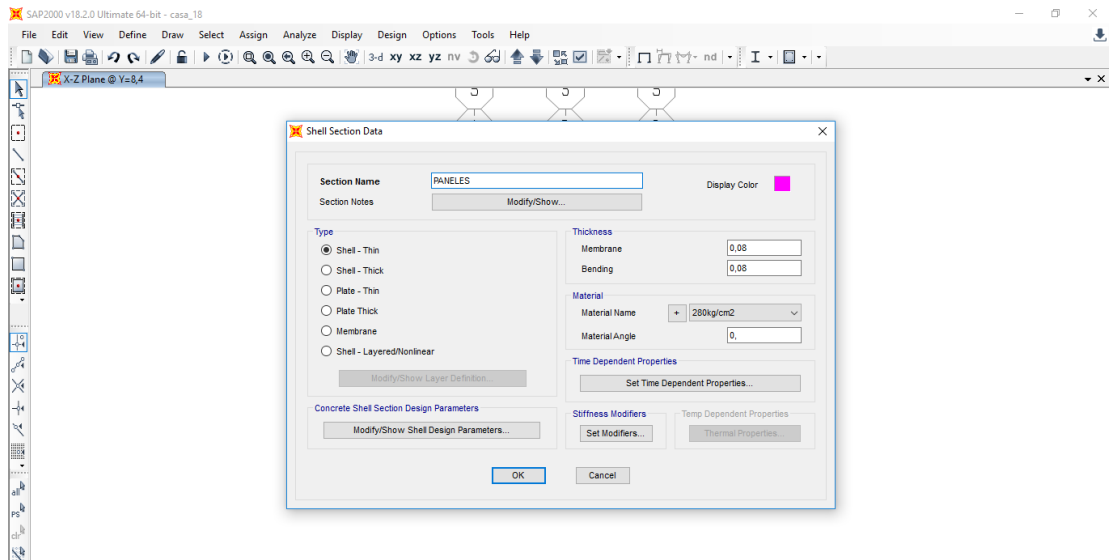 SAP2000 v18.2.0 Ultimate 64-bit - casa_18
File Edit View Define Draw Select Assign Analyze Display Design Options Tools Help
3-d xy xz yz nv nd
X-Z Plane @ Y=8,4
Shell Section Data
Section Name PANELES Display Color
Section Notes Modify/Show...
Type
Shell - Thin
Shell - Thick
Plate - Thin
Plate Thick
Membrane
Shell - Layered/Nonlinear
Modify/Show Layer Definition...
Concrete Shell Section Design Parameters
Modify/Show Shell Design Parameters...
Thickness
Membrane 0,08
Bending 0,08
Material
Material Name + 280kg/cm2
Material Angle 0,
Time Dependent Properties
Set Time Dependent Properties...
Stiffness Modifiers
Set Modifiers...
Temp Dependent Properties
Thermal Properties...
OK Cancel
all
PS
clr